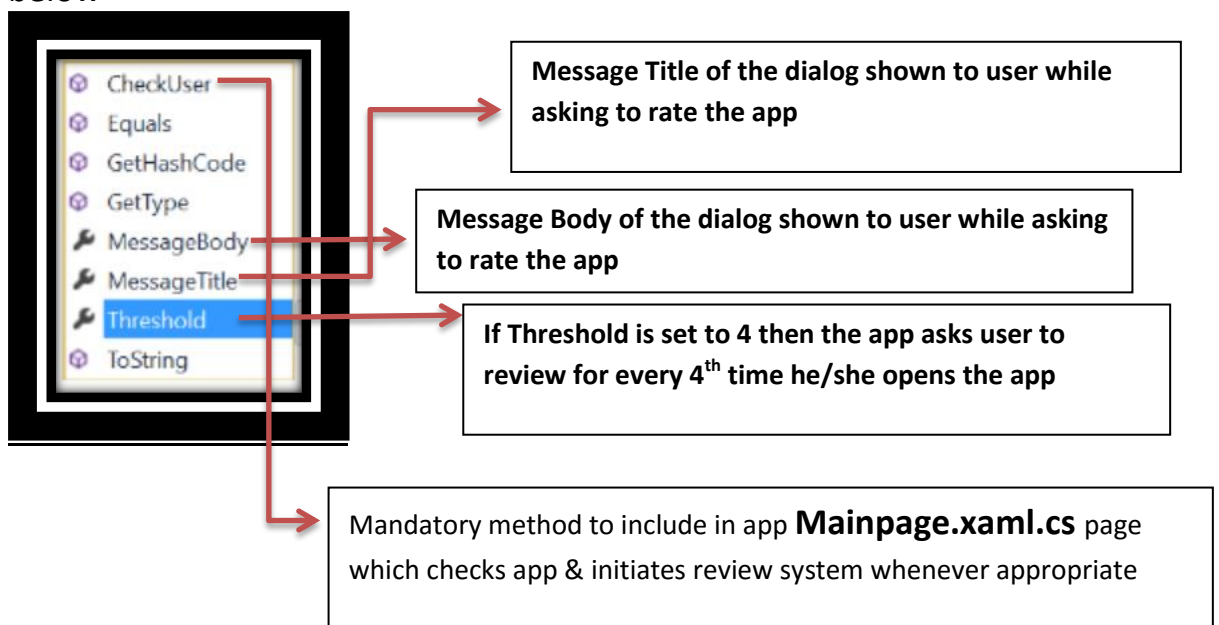 below
CheckUser
Equals
GetHashCode
GetType
MessageBody
MessageTitle
Threshold
ToString
Message Title of the dialog shown to user while
asking to rate the app
Message Body of the dialog shown to user while asking
to rate the app
If Threshold is set to 4 then the app asks user to
review for every 4th time he/she opens the app
Mandatory method to include in app Mainpage.xaml.cs page
which checks app & initiates review system whenever appropriate